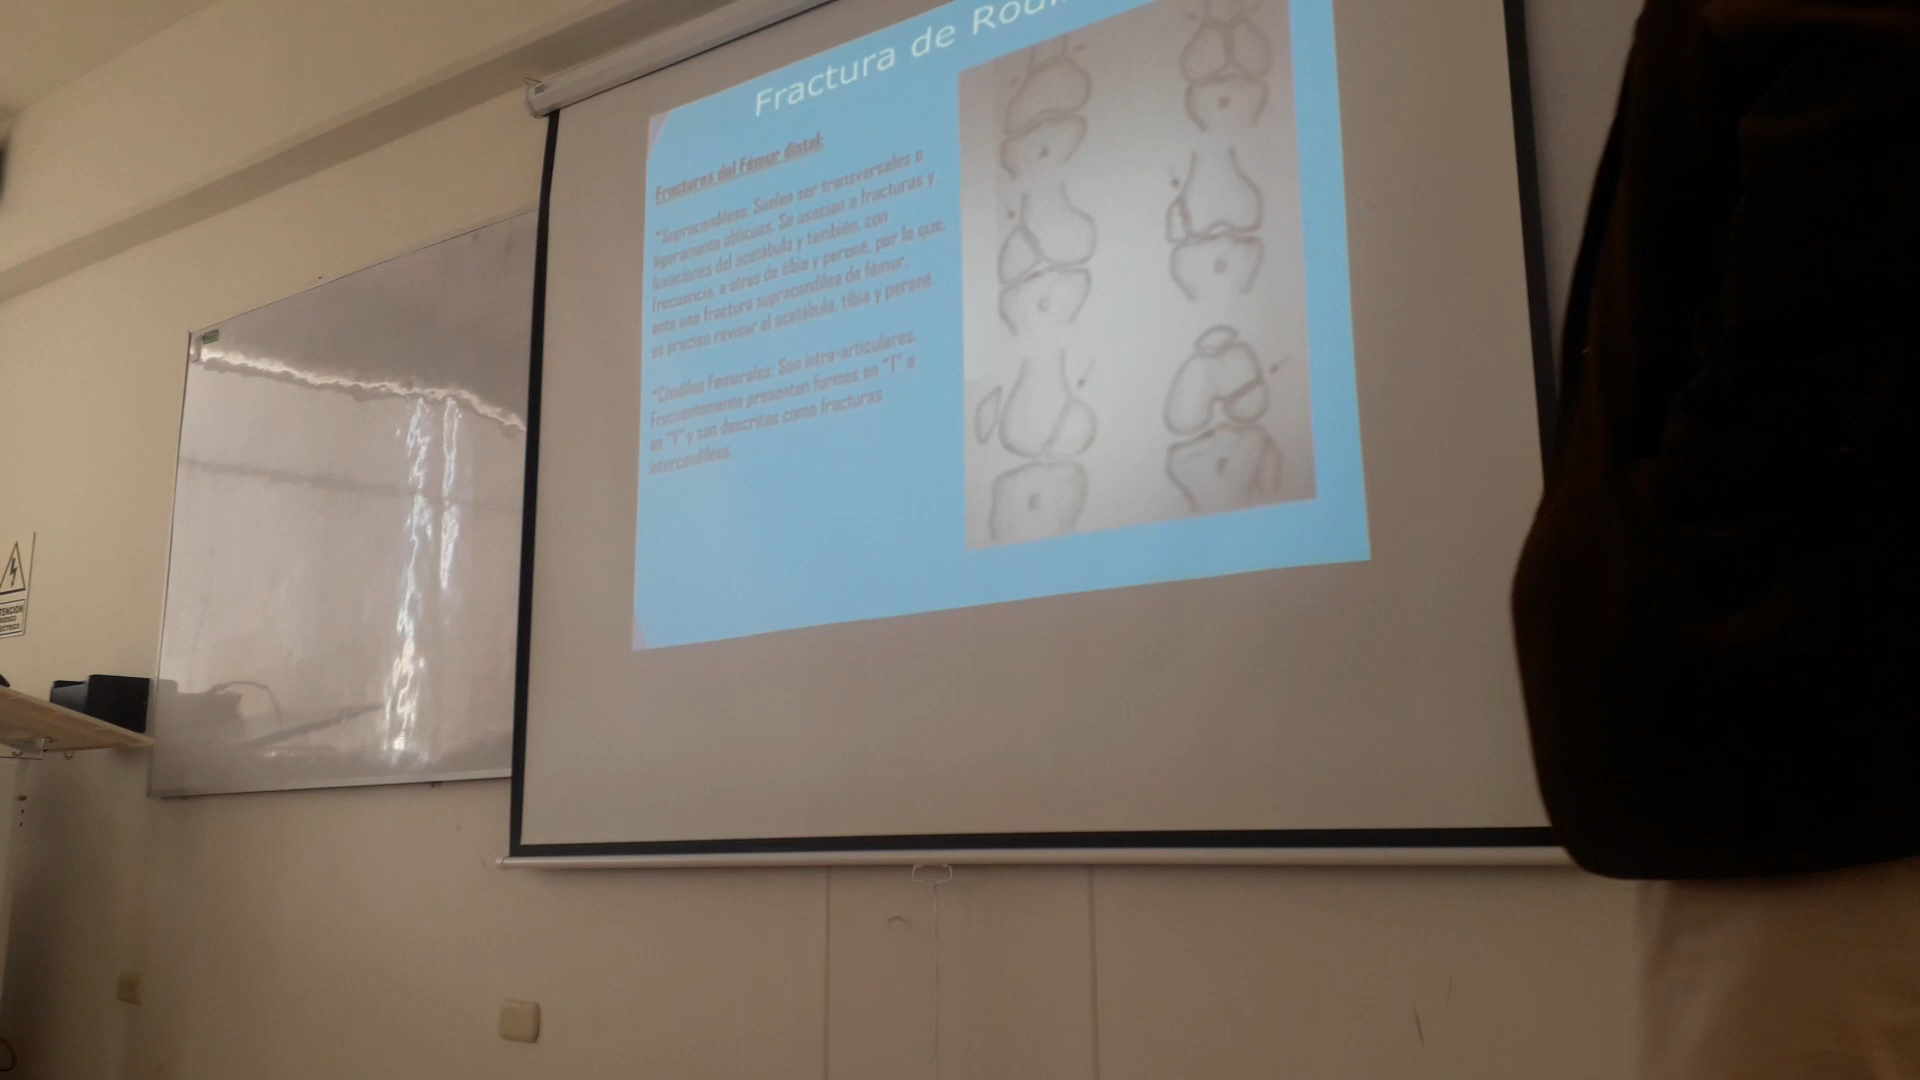 Fractura de
Fracturas del Fémur distal:
*Supracondíleas: Suelen ser transversales o
ligeramente oblicuas. Se asocian a fracturas y
luxaciones del acetábulo y también, con
frecuencia, a otras de tibia y peroné, por lo que,
ante una fractura supracondílea de fémur,
es preciso revisar el acetábulo, tibia y peroné.
*Cóndilos Femorales: Son intra-articulares.
Frecuentemente presentan formas en "T" o
en "Y" y son descritas como fracturas
intercondíleas.